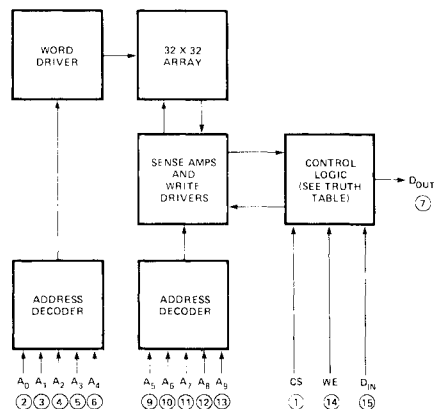 WORD
DRIVER
32 X 32
ARRAY
SENSE AMPS
AND
WRITE
DRIVERS
CONTROL
LOGIC
(SEE TRUTH
TABLE)
DOUT
7
ADDRESS
DECODER
ADDRESS
DECODER
A0 A1 A2 A3 A4
2 3 4 5 6
A5 A6 A7 A8 A9
9 10 11 12 13
CS WE DIN
1 14 15